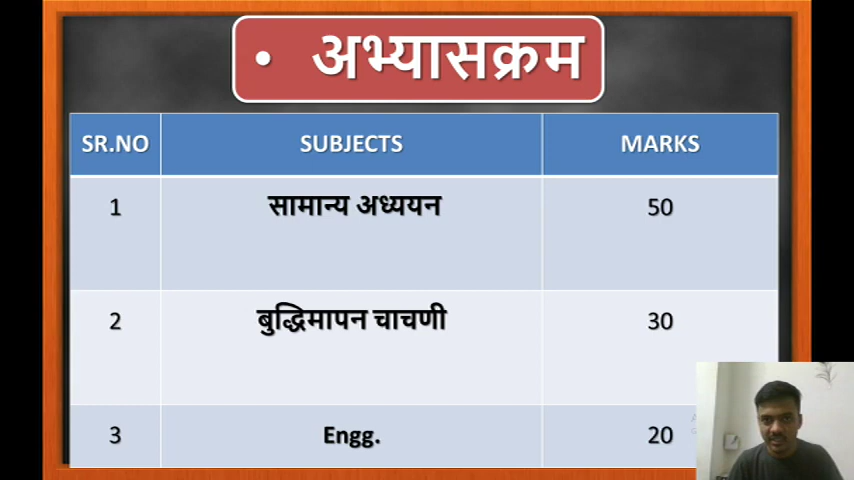 • अभ्यासक्रम
SR.NO SUBJECTS MARKS
1 सामान्य अध्ययन 50
2 बुद्धिमापन चाचणी 30
3 Engg. 20